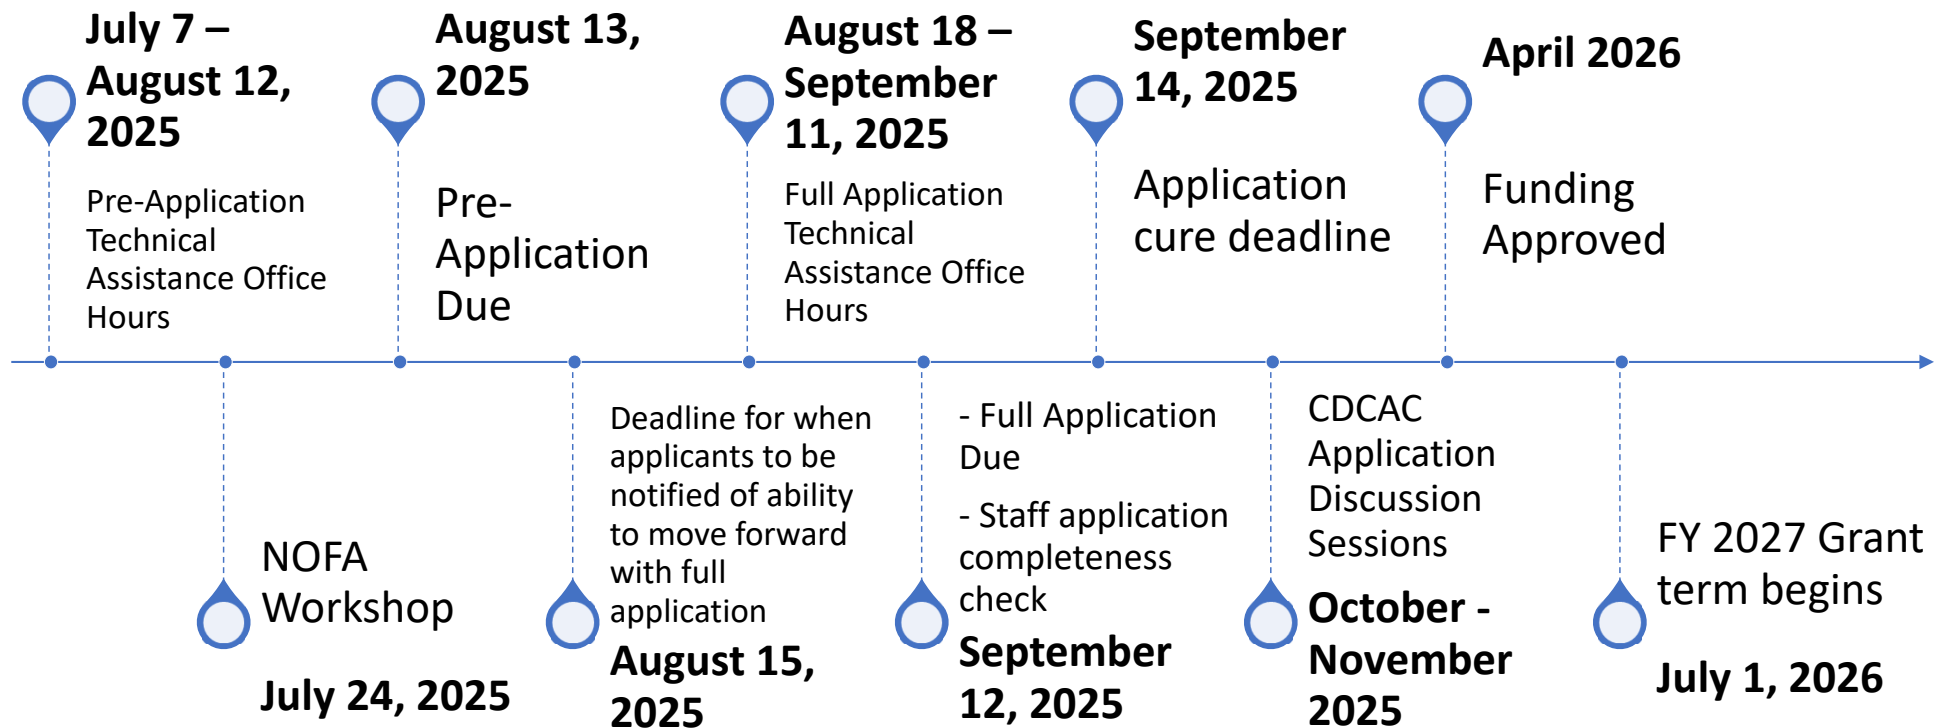 July 7 –
August 12,
2025
Pre-Application
Technical
Assistance Office
Hours
NOFA
Workshop
July 24, 2025
August 13,
2025
Pre-
Application
Due
Deadline for when
applicants to be
notified of ability
to move forward
with full
application
August 15,
2025
August 18 –
September
11, 2025
Full Application
Technical
Assistance Office
Hours
- Full Application
Due
- Staff application
completeness
check
September
12, 2025
September
14, 2025
Application
cure deadline
CDCAC
Application
Discussion
Sessions
October -
November
2025
April 2026
Funding
Approved
FY 2027 Grant
term begins
July 1, 2026